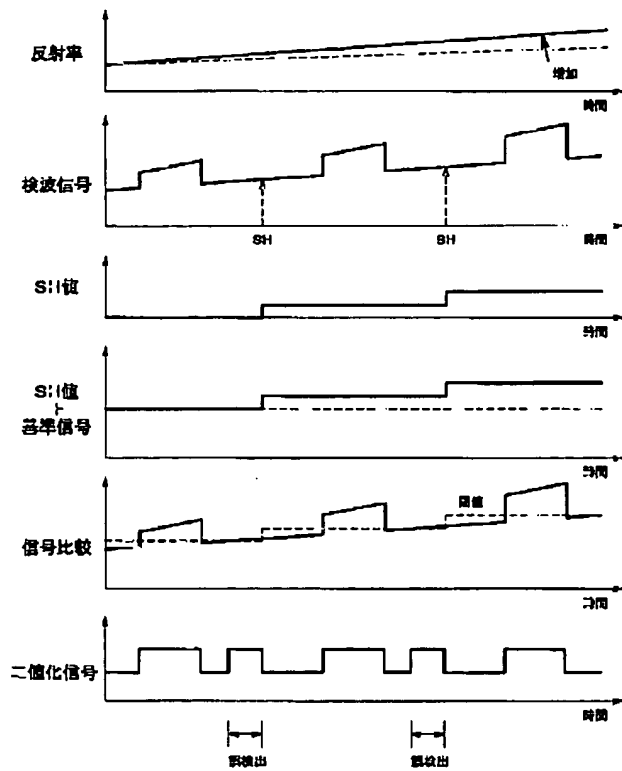 反射率
増加
時間
検波信号
SH
SH
時間
SH値
時間
SH値
+
基準信号
時間
閾値
信号比較
時間
二値化信号
時間
誤検出
誤検出